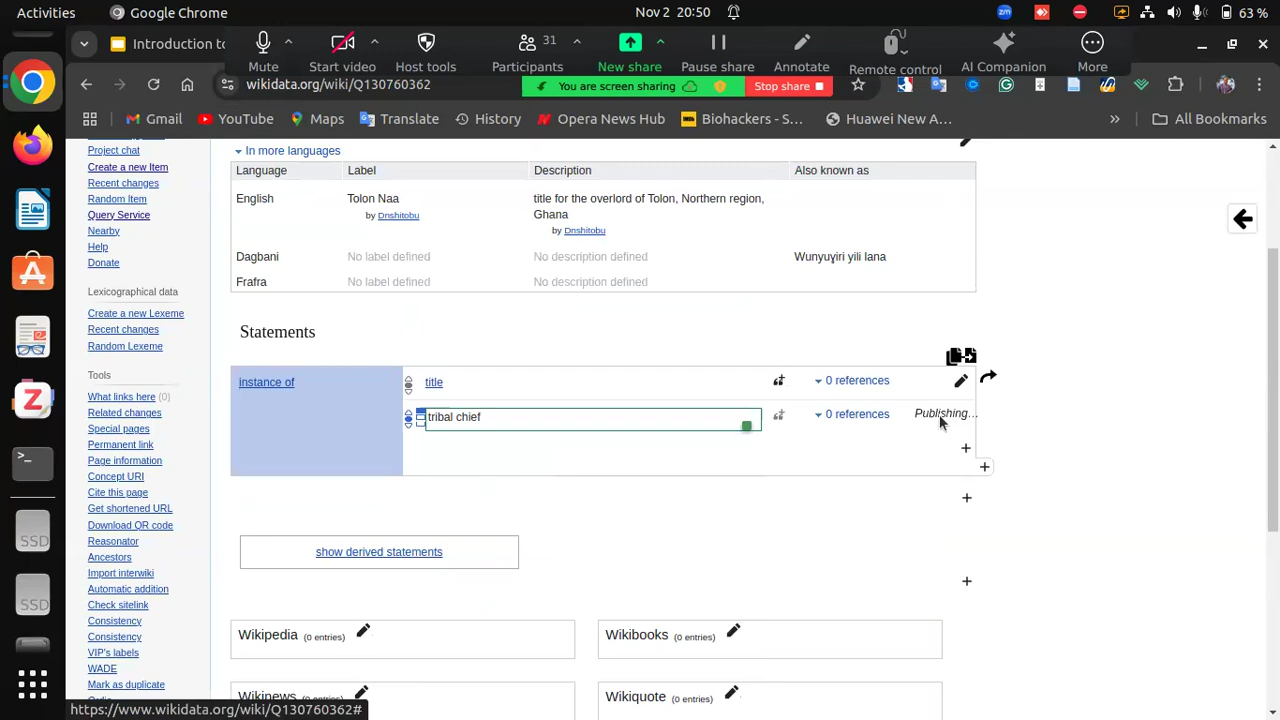 Activities
Google Chrome
Nov 2 20:50
zm
63 %
Introduction to
Mute
Start video
Host tools
31
Participants
New share
Pause share
Annotate
Remote control
AI Companion
More
wikidata.org/wiki/Q130760362
You are screen sharing
Stop share
Gmail
YouTube
Maps
Translate
History
Opera News Hub
Biohackers - S...
Huawei New A...
»
All Bookmarks
Project chat
Create a new Item
Recent changes
Random Item
Query Service
Nearby
Help
Donate
Lexicographical data
Create a new Lexeme
Recent changes
Random Lexeme
Tools
What links here (0)
Related changes
Special pages
Permanent link
Page information
Concept URI
Cite this page
Get shortened URL
Download QR code
Reasonator
Ancestors
Import interwiki
Automatic addition
Check sitelink
Consistency
Consistency
VIP's labels
WADE
Mark as duplicate
In more languages
Language Label Description Also known as
English Tolon Naa title for the overlord of Tolon, Northern region,
by Dnshitobu Ghana
by Dnshitobu
Dagbani No label defined No description defined Wunyuyiri yili lana
Frafra No label defined No description defined
Statements
instance of
title
0 references
tribal chief
0 references
Publishing...
show derived statements
Wikipedia (0 entries)
Wikibooks (0 entries)
Wikinews (0 entries)
Wikiquote (0 entries)
https://www.wikidata.org/wiki/Q130760362#
SSD
SSD